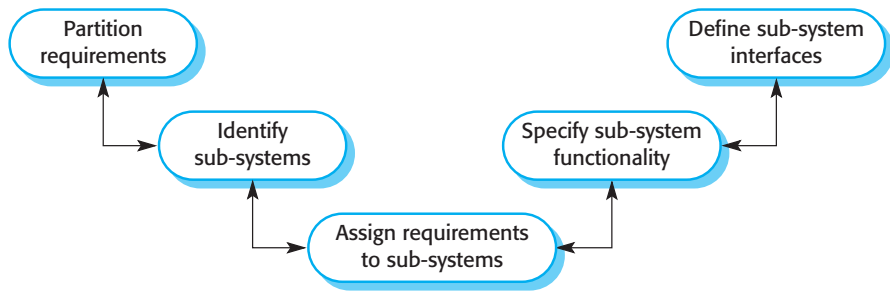 Partition
requirements
Define sub-system
interfaces
Identify
sub-systems
Specify sub-system
functionality
Assign requirements
to sub-systems